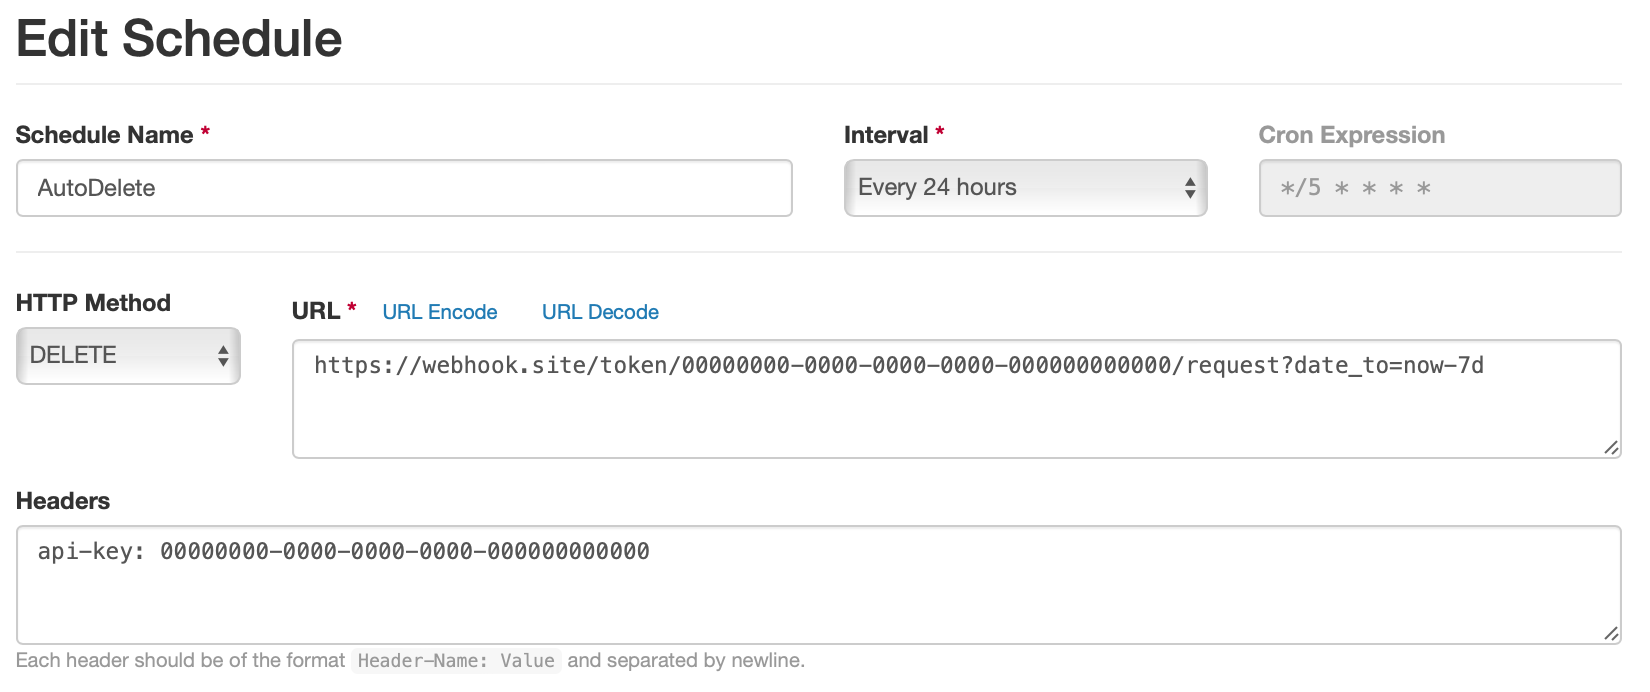 Edit Schedule
Schedule Name * Interval * Cron Expression
AutoDelete Every 24 hours */5 * * * *
HTTP Method URL * URL Encode URL Decode
DELETE https://webhook.site/token/00000000-0000-0000-0000-000000000000/request?date_to=now-7d
Headers
api-key: 00000000-0000-0000-0000-000000000000
Each header should be of the format Header-Name: Value and separated by newline.